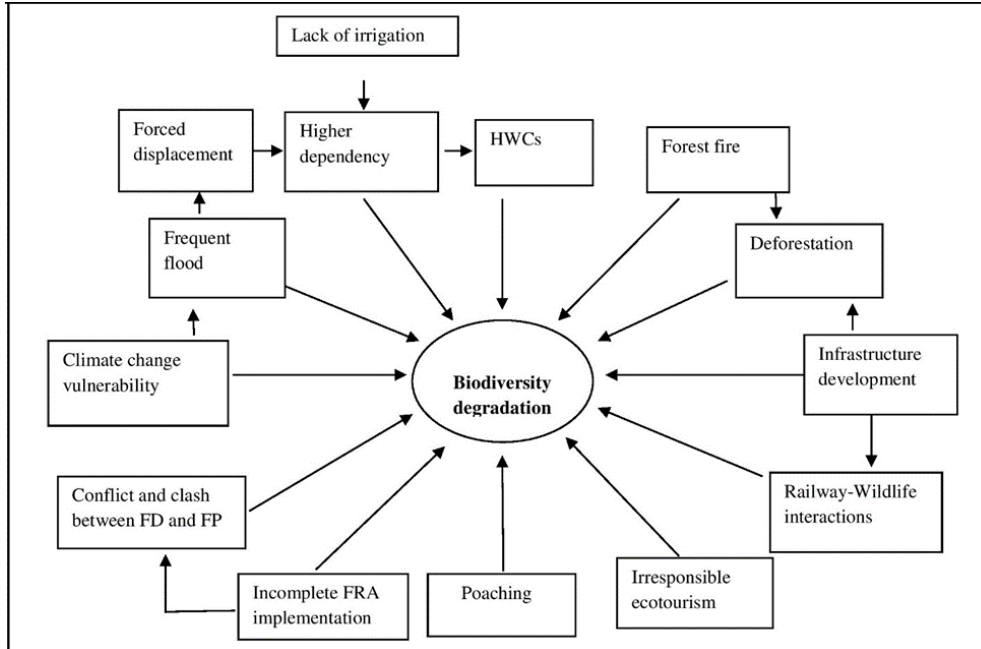 Lack of irrigation
Forced
displacement
Higher
dependency
HWCs
Forest fire
Frequent
flood
Deforestation
Climate change
vulnerability
Biodiversity
degradation
Infrastructure
development
Conflict and clash
between FD and FP
Railway-Wildlife
interactions
Incomplete FRA
implementation
Poaching
Irresponsible
ecotourism